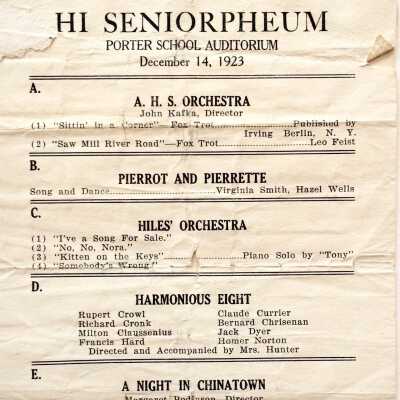 HI SENIORPHEUM
PORTER SCHOOL AUDITORIUM
December 14, 1923
A.
A. H. S. ORCHESTRA
John Kafka, Director
(1) "Sittin' in a Corner"—Fox Trot......Published by
Irving Berlin, N. Y.
(2) "Saw Mill River Road"—Fox Trot......Leo Feist
B.
PIERROT AND PIERRETTE
Song and Dance......Virginia Smith, Hazel Wells
C.
HILES' ORCHESTRA
(1) "I've a Song For Sale."
(2) "No, No, Nora."
(3) "Kitten on the Keys"......Piano Solo by "Tony"
(4) "Somebody's Wrong."
D.
HARMONIOUS EIGHT
Rupert Crowl Claude Currier
Richard Cronk Bernard Chrisenan
Milton Claussenius Jack Dyer
Francis Hard Homer Norton
Directed and Accompanied by Mrs. Hunter
E.
A NIGHT IN CHINATOWN
Margaret Director